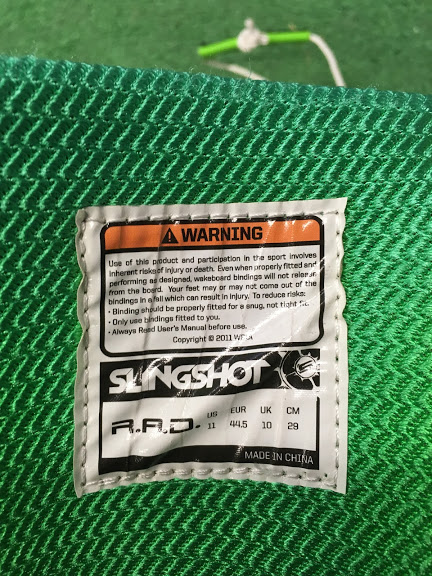 WARNING
Use of this product and participation in the sport involves
inherent risks of injury or death. Even when properly fitted and
performing as designed, wakeboard bindings will not release
from the board. Your feet may or may not come out of the
bindings in a fall which can result in injury. To reduce risks:
• Binding should be properly fitted for a snug, not tight fit.
• Only use bindings fitted to you.
• Always Read User's Manual before use.
Copyright © 2011 WSIA
SLINGSHOT
US EUR UK CM
R.A.D. 11 44.5 10 29
MADE IN CHINA